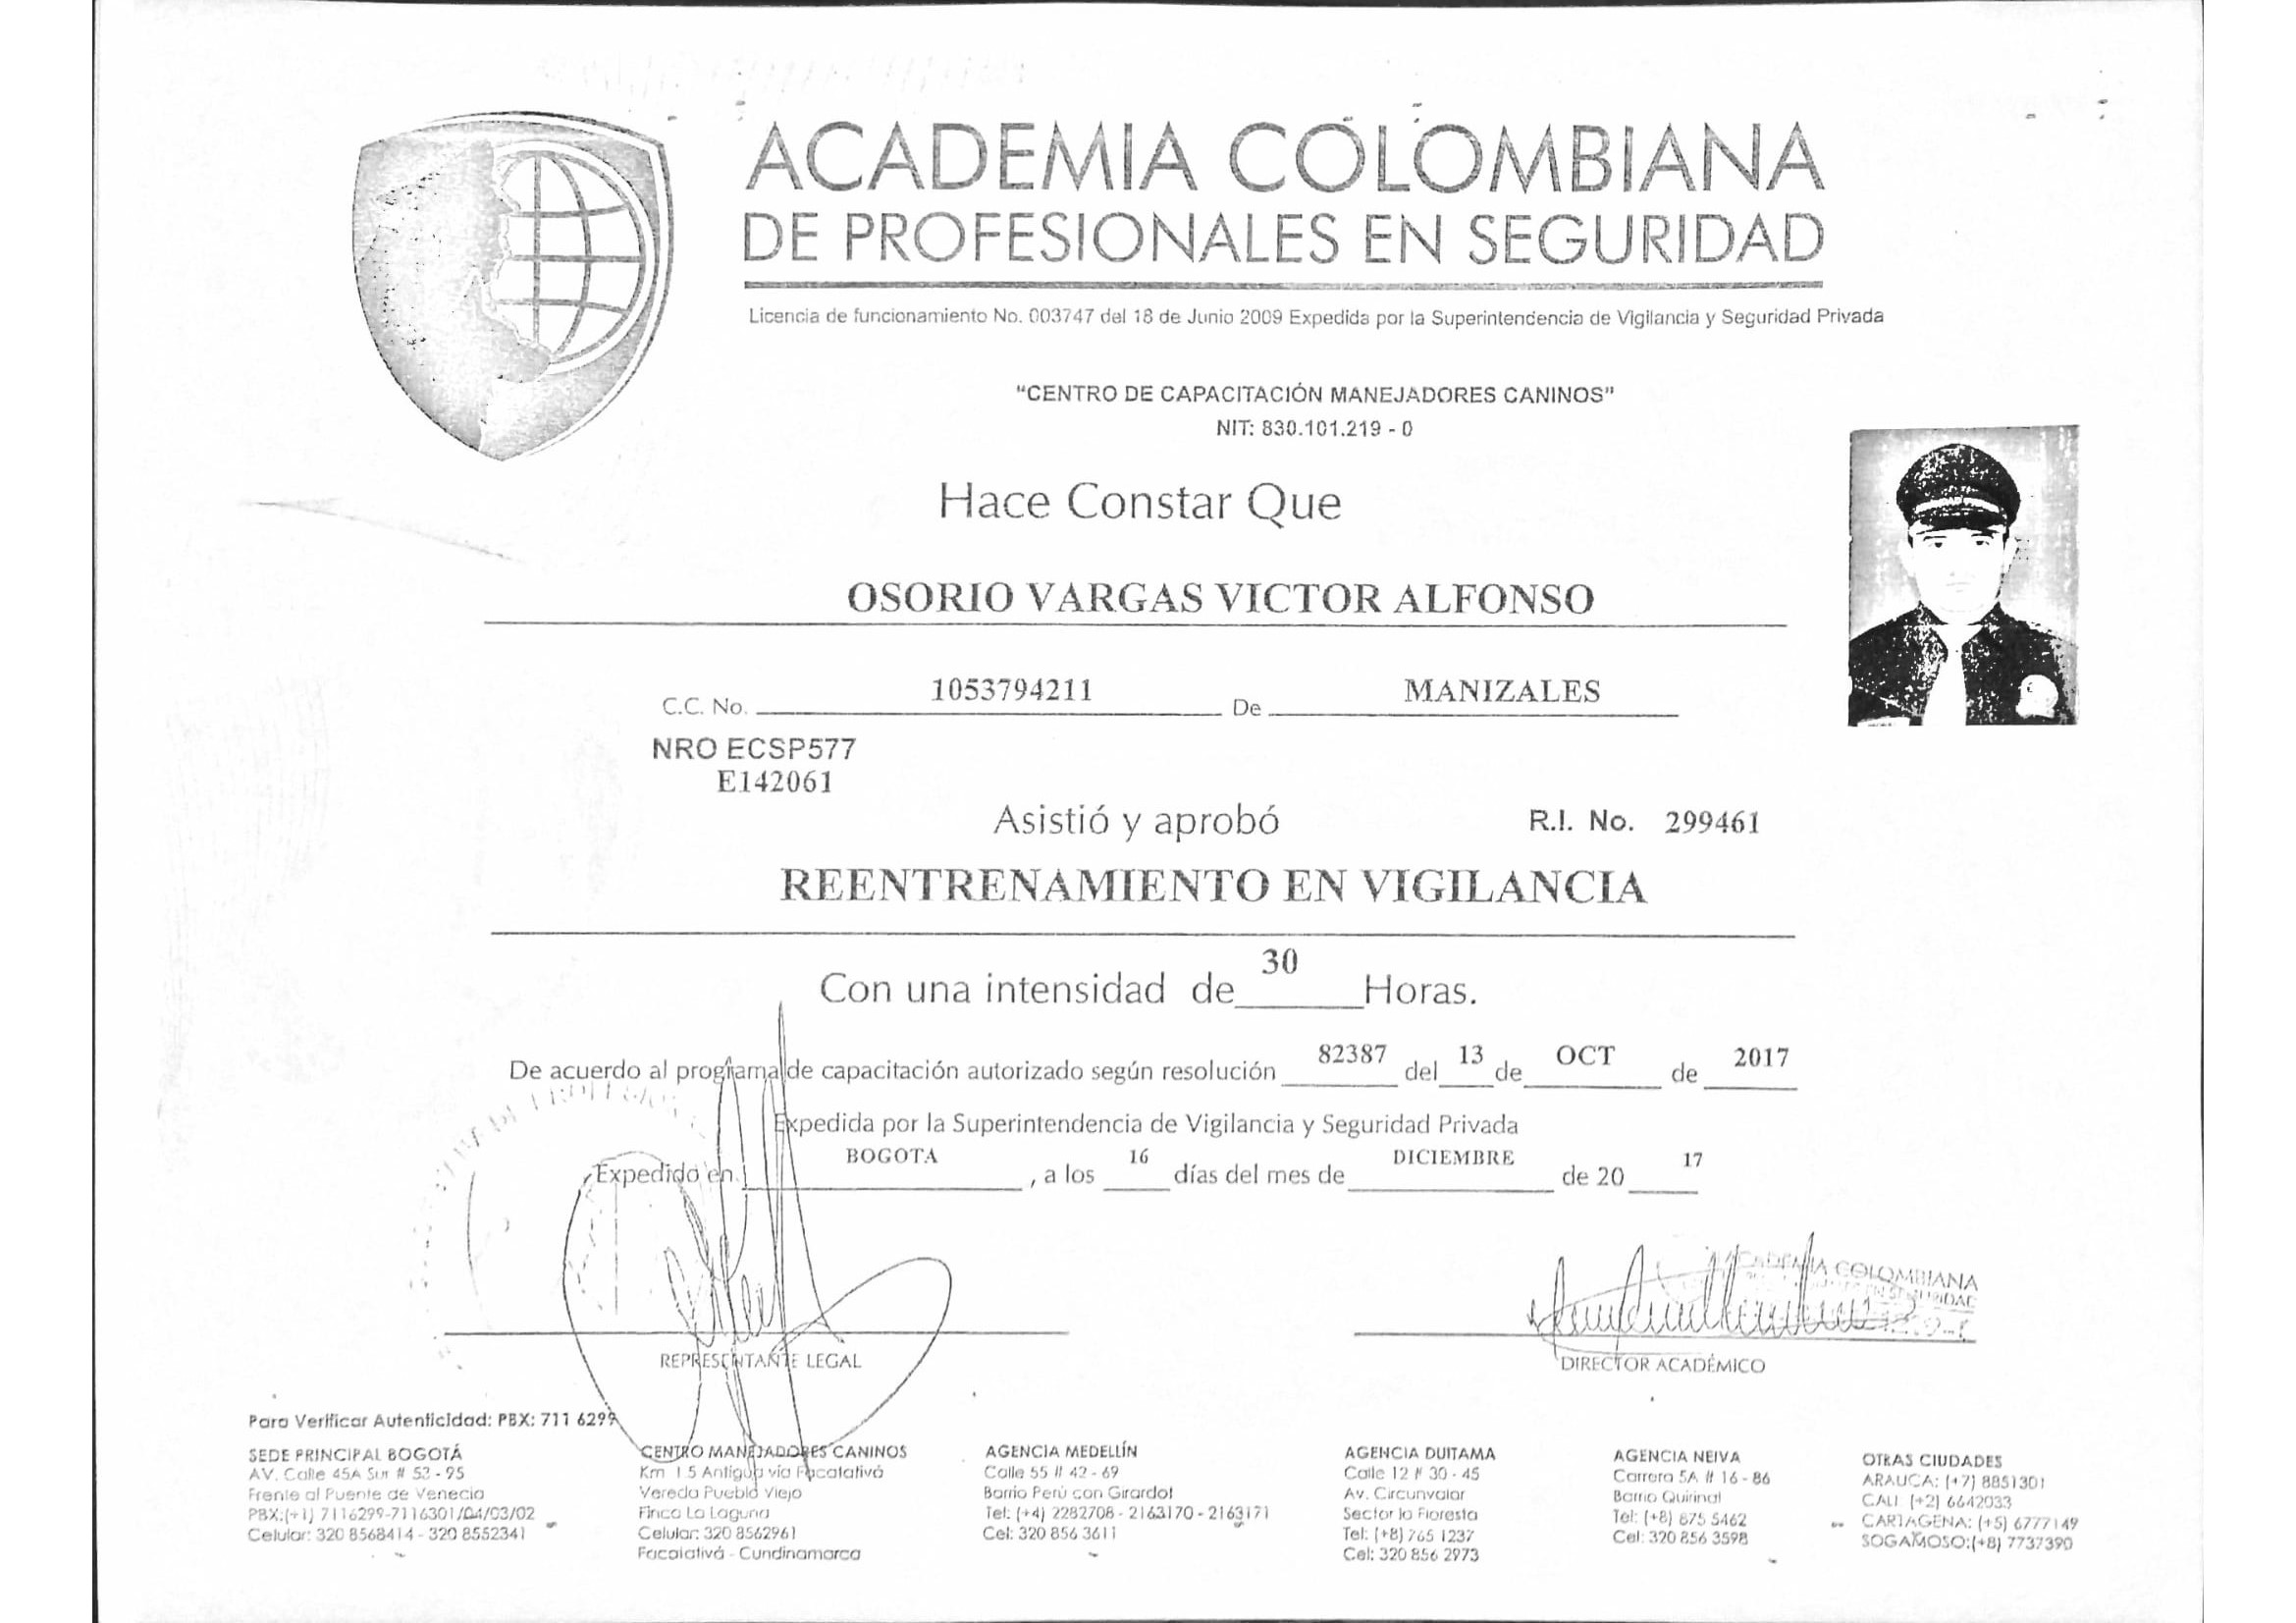 ACADEMIA COLOMBIANA
DE PROFESIONALES EN SEGURIDAD
Licencia de funcionamiento No. 003747 del 18 de Junio 2009 Expedida por la Superintendencia de Vigilancia y Seguridad Privada
"CENTRO DE CAPACITACIÓN MANEJADORES CANINOS"
NIT: 830.101.219 - 0
Hace Constar Que
OSORIO VARGAS VICTOR ALFONSO
C.C. No. 1053794211 De MANIZALES
NRO ECSP577
E142061
Asistió y aprobó R.I. No. 299461
REENTRENAMIENTO EN VIGILANCIA
Con una intensidad de 30 Horas.
De acuerdo al programa de capacitación autorizado según resolución 82387 del 13 de OCT de 2017
Expedida por la Superintendencia de Vigilancia y Seguridad Privada
Expedido en BOGOTA , a los 16 días del mes de DICIEMBRE de 20 17
ACADEMIA COLOMBIANA
REPRESENTANTE LEGAL
DIRECTOR ACADÉMICO
Para Verificar Autenticidad: PBX: 711 6299
SEDE PRINCIPAL BOGOTÁ
AV. Calle 45A Sur # 53 - 95
Frente al Puente de Venecia
PBX:(+1) 7116299-7116301/04/03/02
Celular: 320 8568414 - 320 8552341
CENTRO MANEJADORES CANINOS
Km 1.5 Antigua vía Facatativá
Vereda Pueblo Viejo
Finca La Laguna
Celular: 320 8562961
Facatativá - Cundinamarca
AGENCIA MEDELLÍN
Calle 55 # 42 - 69
Barrio Perú con Girardot
Tel: (+4) 2282708 - 2163170 - 2163171
Cel: 320 856 3611
AGENCIA DUITAMA
Calle 12 # 30 - 45
Av. Circunvalar
Sector la Floresta
Tel: (+8) 765 1237
Cel: 320 856 2973
AGENCIA NEIVA
Carrera 5A # 16 - 86
Barrio Quirinal
Tel: (+8) 875 5462
Cel: 320 856 3598
OTRAS CIUDADES
ARAUCA: (+7) 8851301
CALI: (+2) 6642033
CARTAGENA: (+5) 6777149
SOGAMOSO:(+8) 7737390